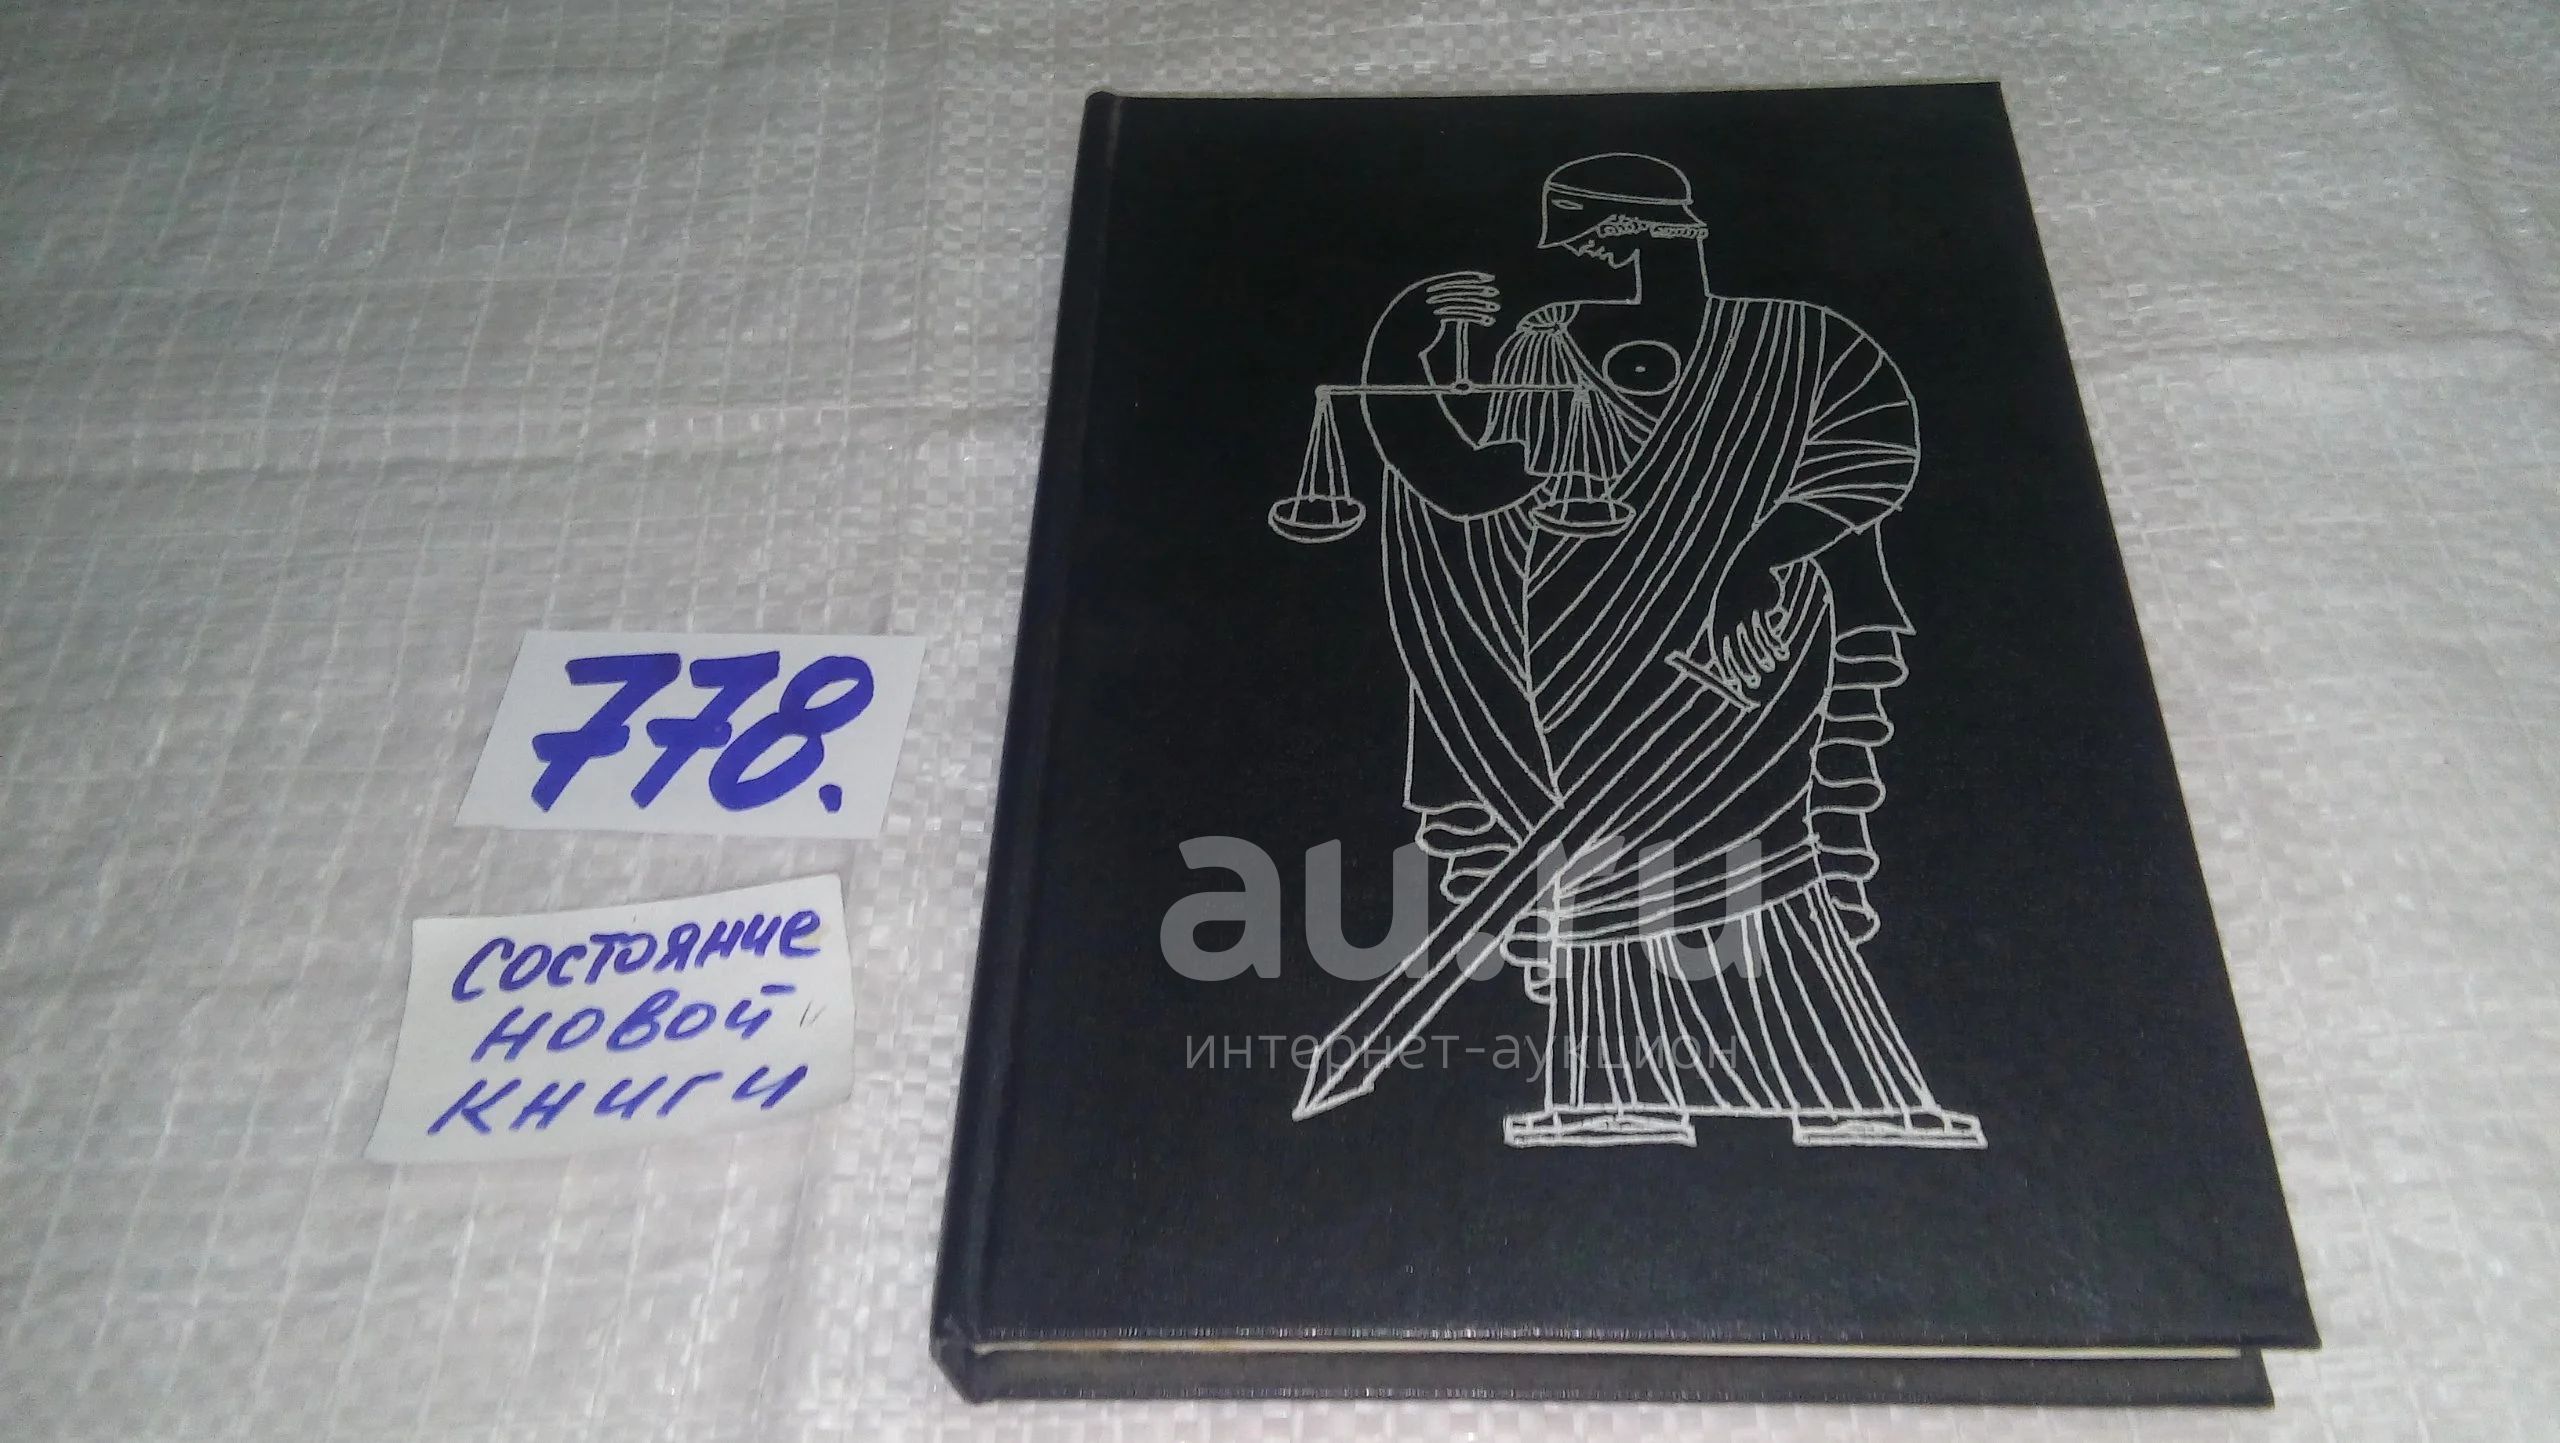 778.
состояние
новой
книги
au.ru
интернет-аукцион